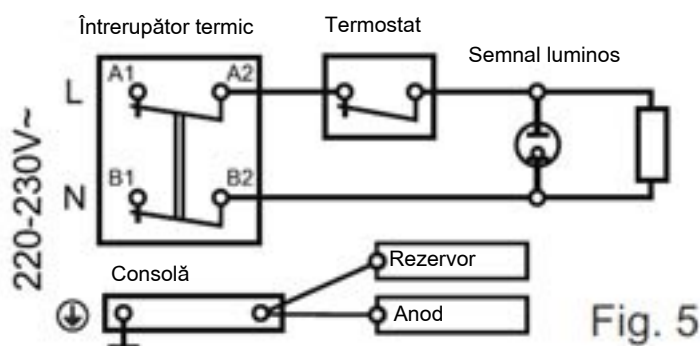 Întrerupător termic
Termostat
Semnal luminos
A1
A2
L
B1
B2
N
220-230V~
Consolă
Rezervor
Anod
Fig. 5